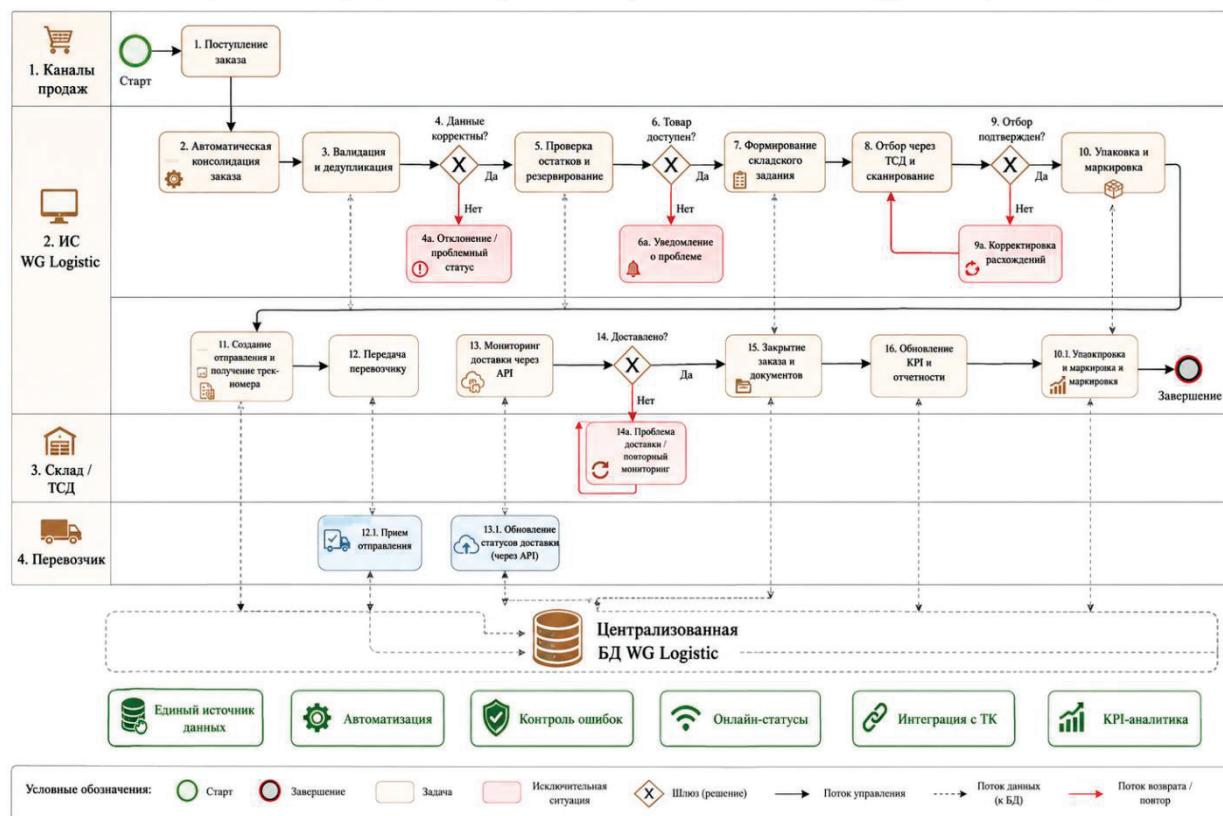 1. Каналы
продаж
Старт
1. Поступление
заказа
2. ИС
WG Logistic
2. Автоматическая
консолидация
заказа
3. Валидация
и дедупликация
4. Данные
корректны?
X
Да
Нет
4а. Отклонение /
проблемный
статус
5. Проверка
остатков и
резервирование
6. Товар
доступен?
X
Да
Нет
6а. Уведомление
о проблеме
7. Формирование
складского
задания
8. Отбор через
ТСД и
сканирование
9. Отбор
подтвержден?
X
Да
Нет
9а. Корректировка
расхождений
10. Упаковка и
маркировка
11. Создание
отправления и
получение трек-
номера
12. Передача
перевозчику
13. Мониторинг
доставки через
API
14. Доставлено?
X
Да
Нет
15. Закрытие
заказа и
документов
16. Обновление
KPI и
отчетности
10.1. Упаокпровка
и маркировка и
маркировка
Завершение
3. Склад /
ТСД
14а. Проблема
доставки /
повторный
мониторинг
4. Перевозчик
12.1. Прием
отправления
13.1. Обновление
статусов доставки
(через API)
Централизованная
БД WG Logistic
Единый источник
данных
Автоматизация
Контроль ошибок
Онлайн-статусы
Интеграция с ТК
KPI-аналитика
Условные обозначения:
Старт
Завершение
Задача
Исключительная
ситуация
X
Шлюз (решение)
Поток управления
Поток данных
(к БД)
Поток возврата /
повтор